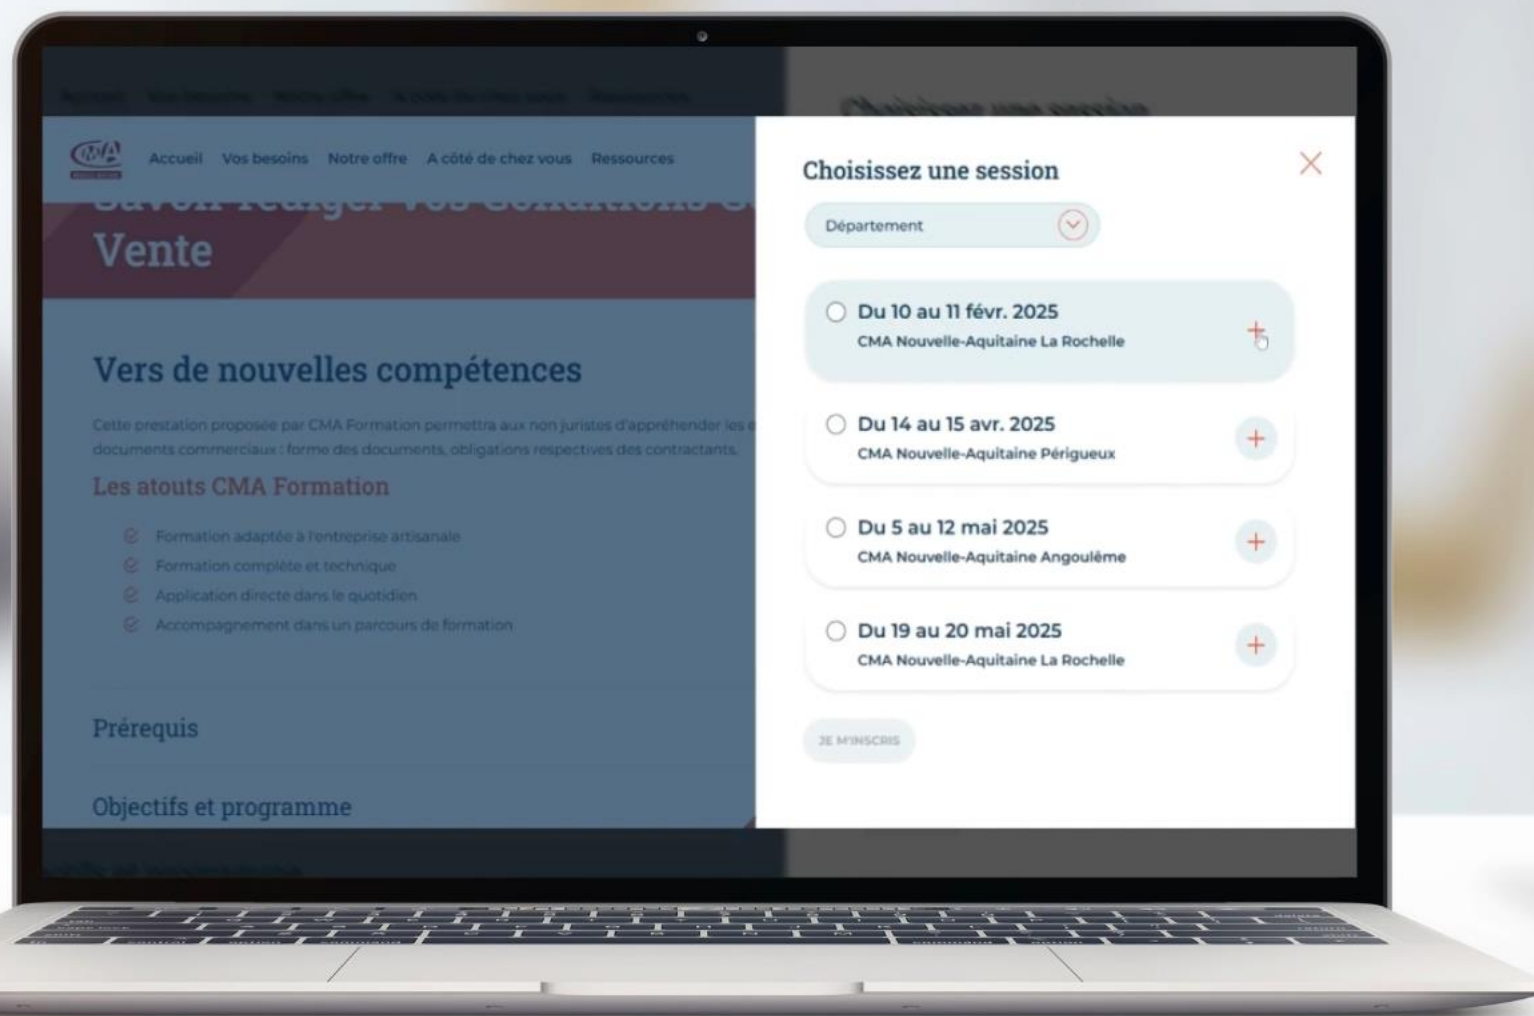 CMA
Accueil Vos besoins Notre offre A côté de chez vous Ressources
Savoir rédiger vos Conditions
Vente
Vers de nouvelles compétences
Cette prestation proposée par CMA Formation permettra aux non juristes d'appréhender les
documents commerciaux : forme des documents, obligations respectives des contractants.
Les atouts CMA Formation
Formation adaptée à l'entreprise artisanale
Formation complète et technique
Application directe dans le quotidien
Accompagnement dans un parcours de formation
Prérequis
Objectifs et programme
Choisissez une session
Département
Du 10 au 11 févr. 2025
CMA Nouvelle-Aquitaine La Rochelle
Du 14 au 15 avr. 2025
CMA Nouvelle-Aquitaine Périgueux
Du 5 au 12 mai 2025
CMA Nouvelle-Aquitaine Angoulême
Du 19 au 20 mai 2025
CMA Nouvelle-Aquitaine La Rochelle
JE M'INSCRIS